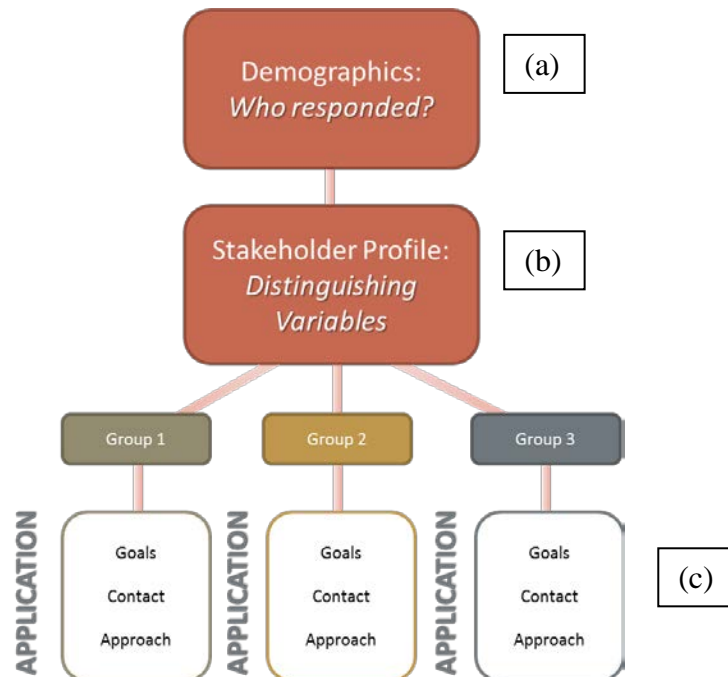 Demographics:
Who responded?
(a)
Stakeholder Profile:
Distinguishing
Variables
(b)
Group 1
Group 2
Group 3
APPLICATION
Goals
Contact
Approach
APPLICATION
Goals
Contact
Approach
APPLICATION
Goals
Contact
Approach
(c)